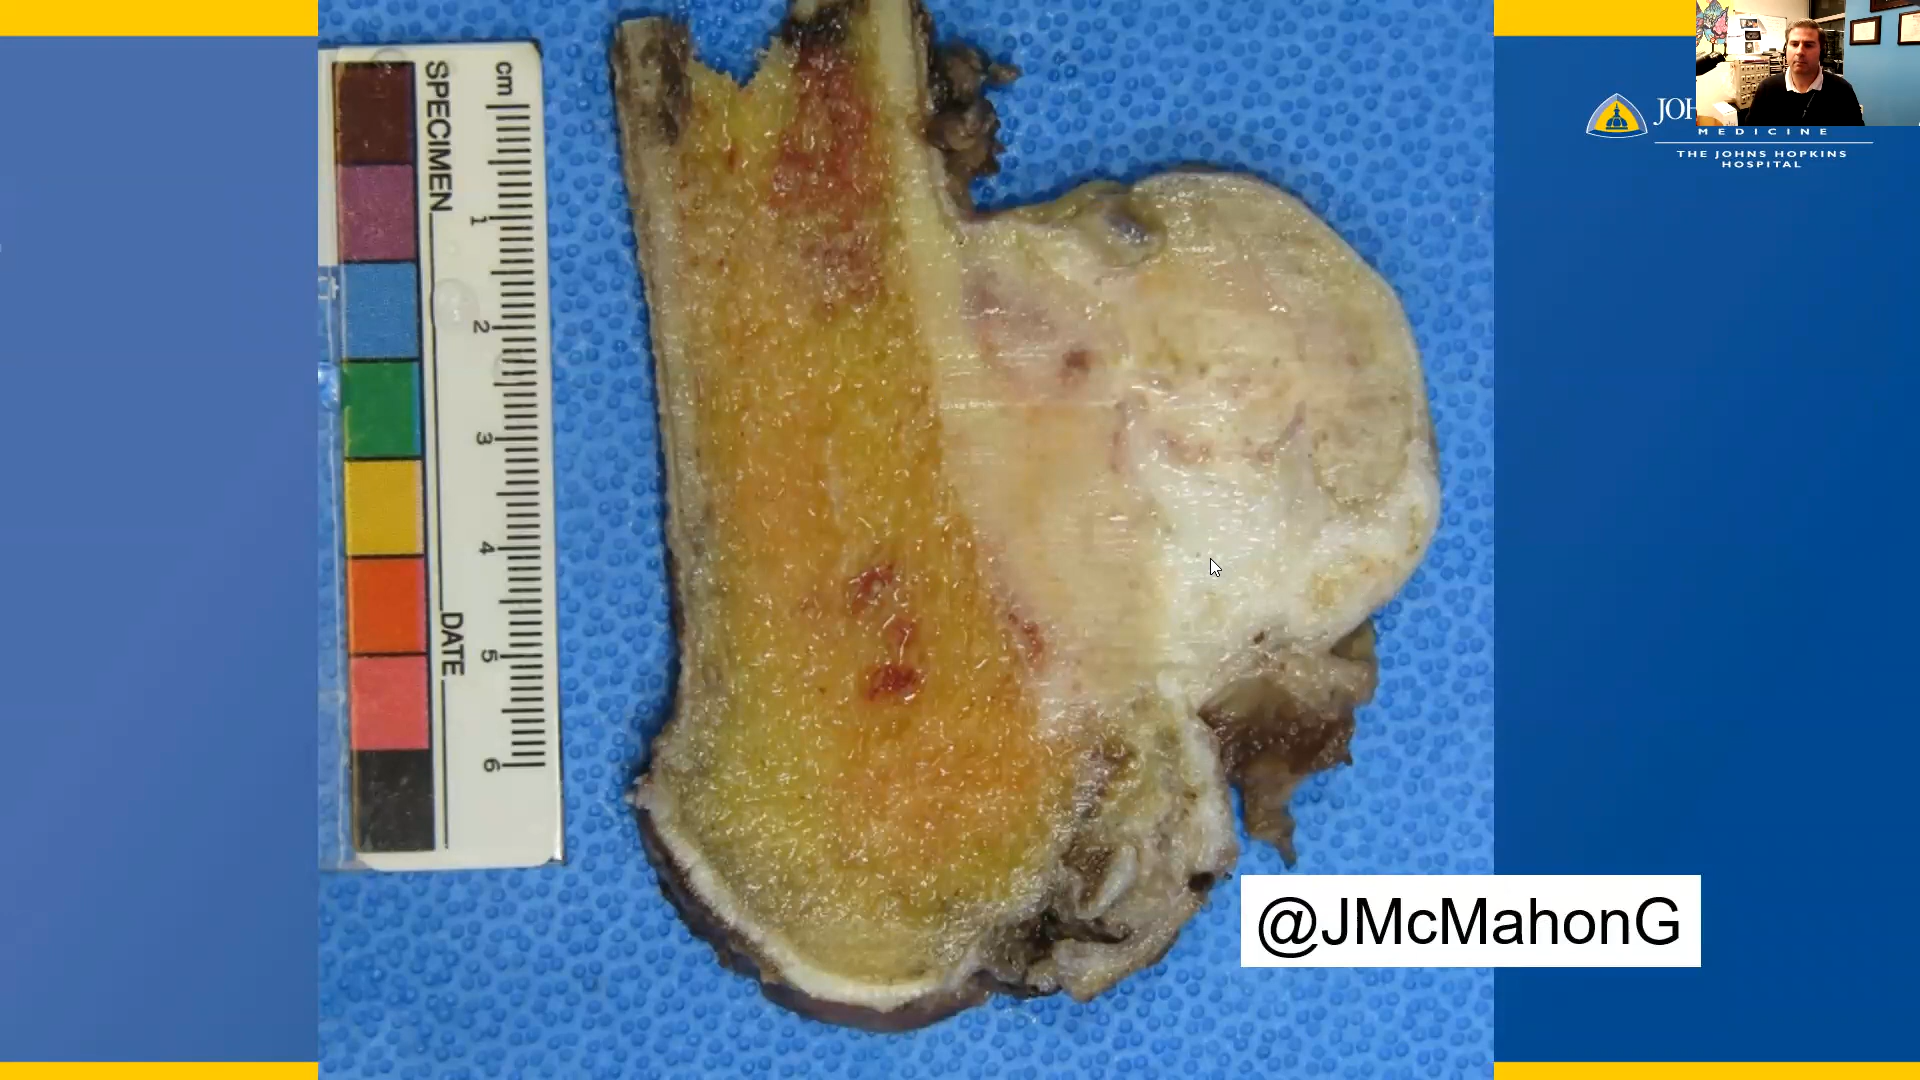 SPECIMEN
DATE
cm
1
2
3
4
5
6
MEDICINE
THE JOHNS HOPKINS
HOSPITAL
@JMcMahonG